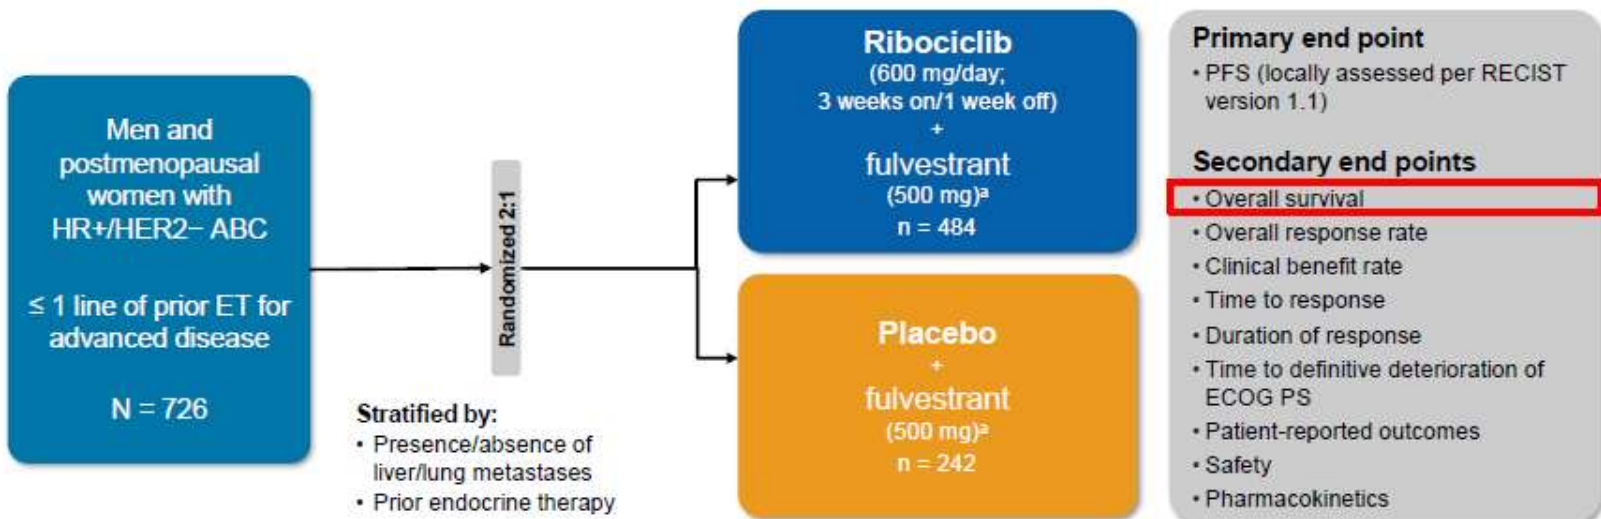 Men and
postmenopausal
women with
HR+/HER2− ABC
≤ 1 line of prior ET for
advanced disease
N = 726
Randomized 2:1
Stratified by:
• Presence/absence of
liver/lung metastases
• Prior endocrine therapy
Ribociclib
(600 mg/day;
3 weeks on/1 week off)
+
fulvestrant
(500 mg)ᵃ
n = 484
Placebo
+
fulvestrant
(500 mg)ᵃ
n = 242
Primary end point
• PFS (locally assessed per RECIST
version 1.1)
Secondary end points
• Overall survival
• Overall response rate
• Clinical benefit rate
• Time to response
• Duration of response
• Time to definitive deterioration of
ECOG PS
• Patient-reported outcomes
• Safety
• Pharmacokinetics